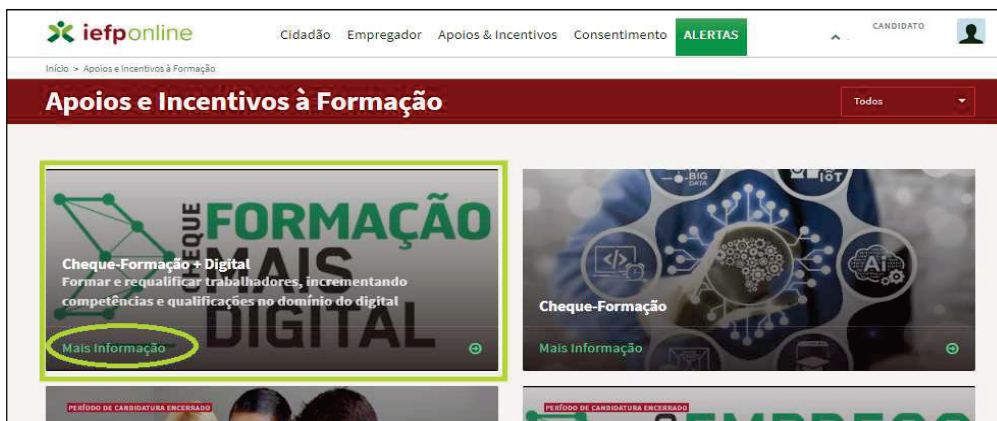 iefponline
Cidadão Empregador Apoios & Incentivos Consentimento ALERTAS
CANDIDATO
Início > Apoios e Incentivos à Formação
Apoios e Incentivos à Formação
Todos
CHEQUE
FORMAÇÃO
MAIS
DIGITAL
Cheque-Formação + Digital
Formar e requalificar trabalhadores, incrementando
competências e qualificações no domínio do digital
Mais Informação
BIG
DATA
IoT
</>
Ai
Cheque-Formação
Mais Informação
PERÍODO DE CANDIDATURA ENCERRADO
PERÍODO DE CANDIDATURA ENCERRADO
EMPREGO